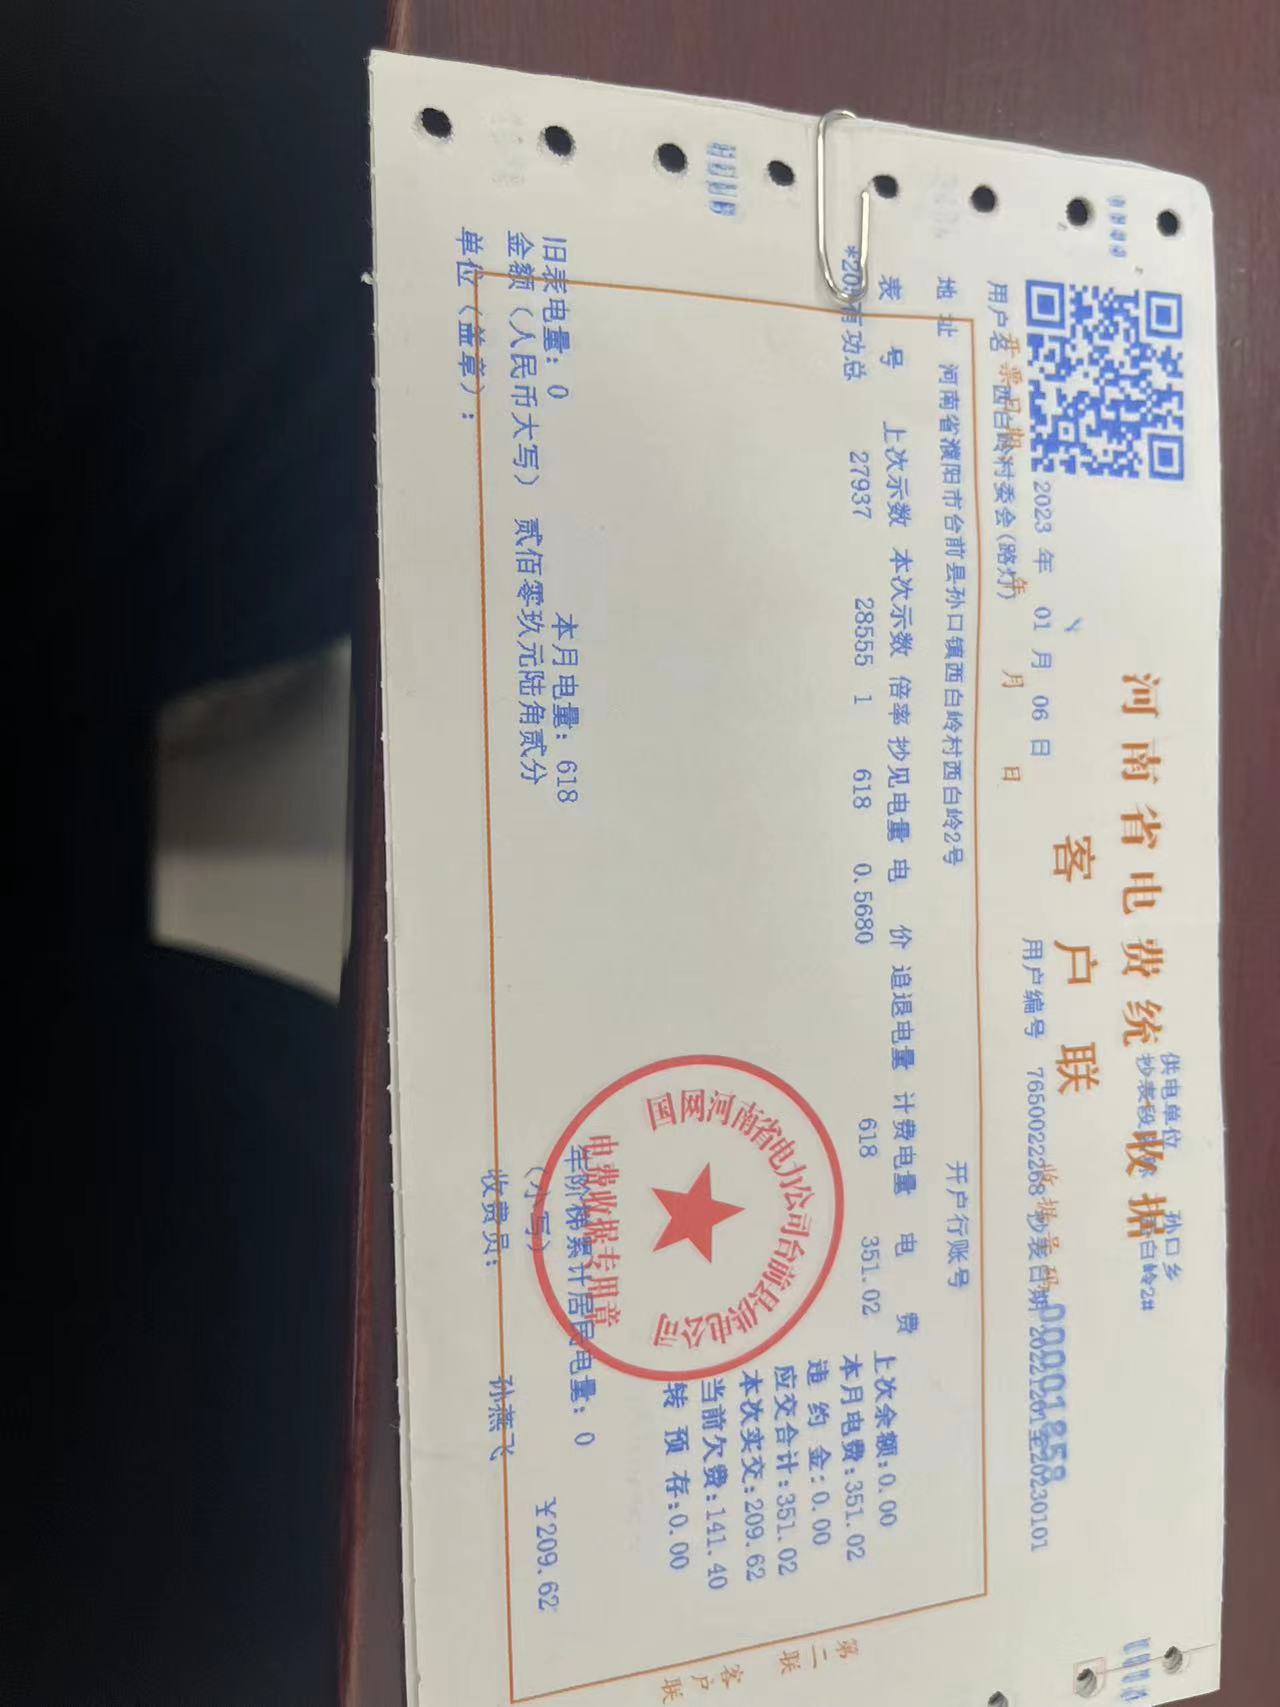 河南省电费统一收据
客户联
供电单位 孙口乡
抄表段 白岭2#
收据号码 00001858
2023 年 01 月 06 日
年 月 日
用户编号 7650022268 抄表日期 20221201至20230101
用户名 西白岭村委会(路灯)
地 址 河南省濮阳市台前县孙口镇西白岭村西白岭2号 开户行账号
表 号 上次示数 本次示数 倍率 抄见电量 电 价 追退电量 计费电量 电 费
有功总 27937 28555 1 618 0.5680 618 351.02
上次余额:0.00
本月电费:351.02
违 约 金:0.00
应交合计:351.02
本次实交:209.62
当前欠费:141.40
转 预 存:0.00
国网河南省电力公司台前县供电公司
电费收据专用章
旧表电量: 0 本月电量: 618 年阶梯累计居民电量: 0
金额 (人民币大写) 贰佰零玖元陆角贰分 (小写) ¥209.62
单位 (盖章): 收费员: 孙燕飞
第二联 客户联